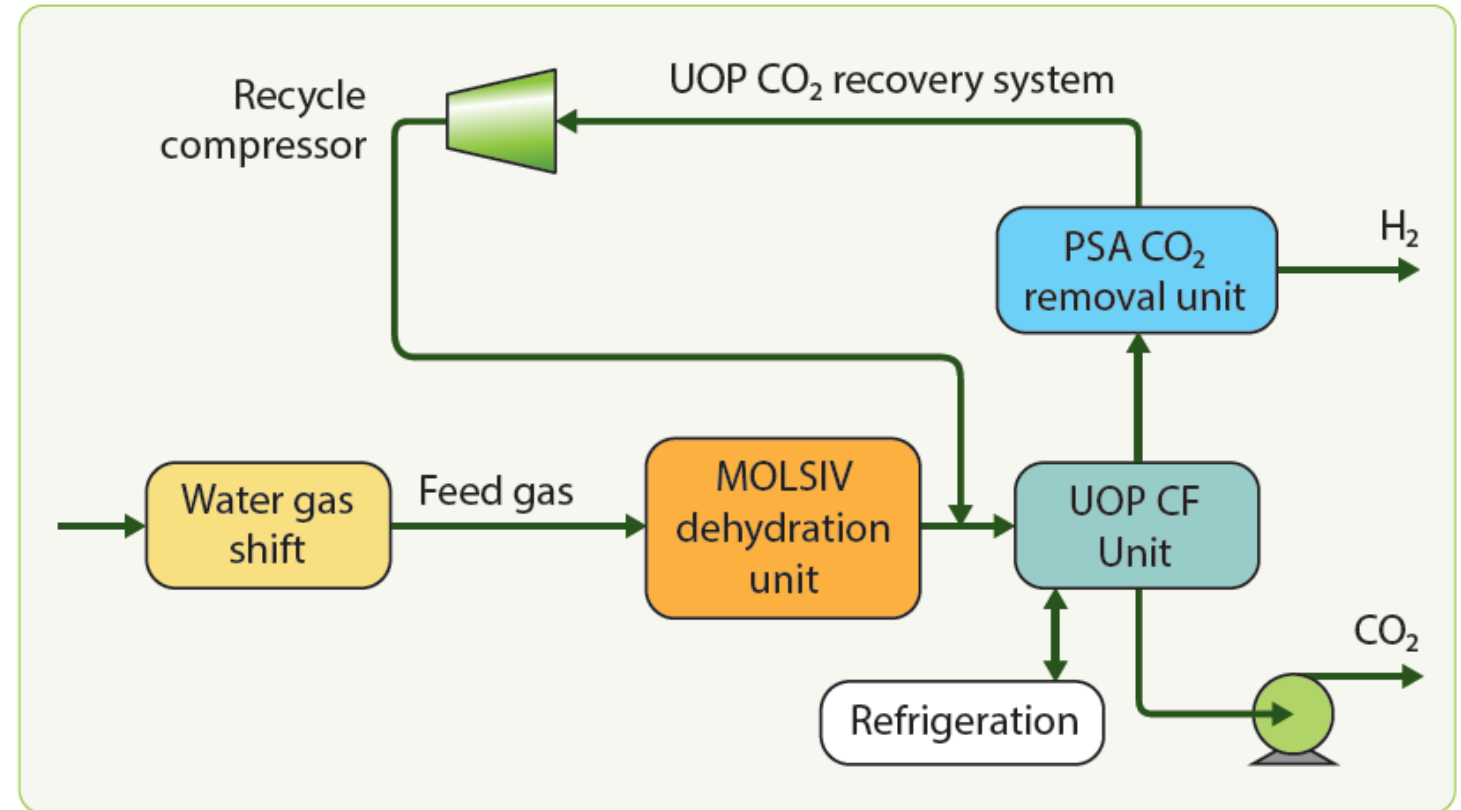 Recycle
compressor
UOP CO₂ recovery system
PSA CO₂
removal unit
H₂
Water gas
shift
Feed gas
MOLSIV
dehydration
unit
UOP CF
Unit
Refrigeration
CO₂